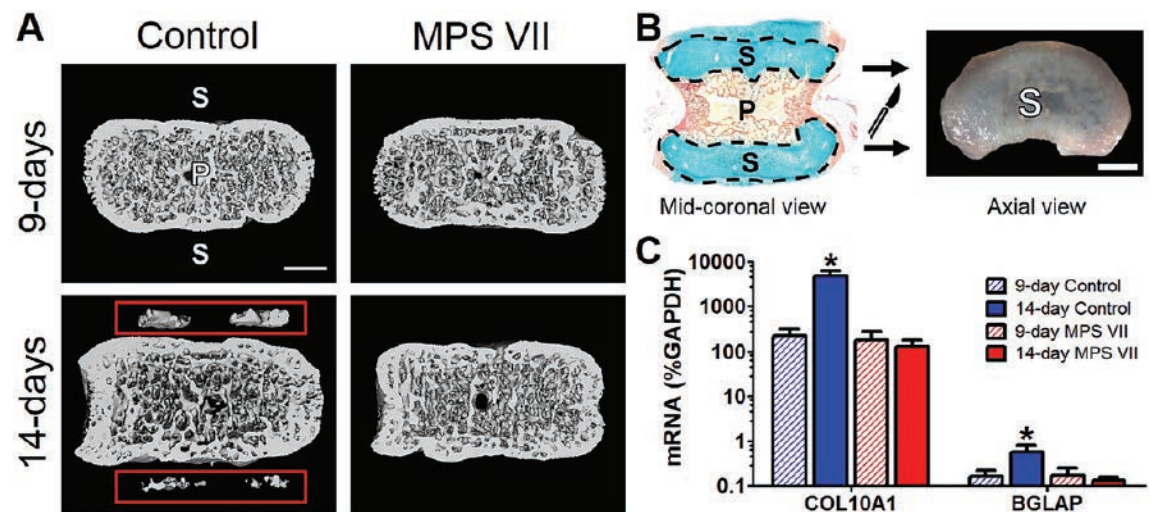 A
Control
MPS VII
9-days
S
P
S
14-days
B
S
P
S
Mid-coronal view
S
Axial view
C
mRNA (%GAPDH)
10000
1000
100
1
0.1
*
*
COL10A1
BGLAP
9-day Control
14-day Control
9-day MPS VII
14-day MPS VII